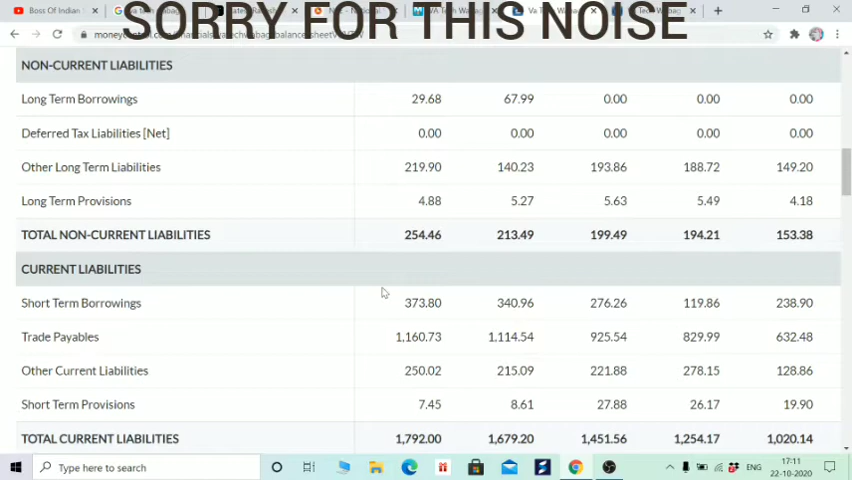 SORRY FOR THIS NOISE
Boss Of Indian
NON-CURRENT LIABILITIES
Long Term Borrowings 29.68 67.99 0.00 0.00 0.00
Deferred Tax Liabilities [Net] 0.00 0.00 0.00 0.00 0.00
Other Long Term Liabilities 219.90 140.23 193.86 188.72 149.20
Long Term Provisions 4.88 5.27 5.63 5.49 4.18
TOTAL NON-CURRENT LIABILITIES 254.46 213.49 199.49 194.21 153.38
CURRENT LIABILITIES
Short Term Borrowings 373.80 340.96 276.26 119.86 238.90
Trade Payables 1,160.73 1,114.54 925.54 829.99 632.48
Other Current Liabilities 250.02 215.09 221.88 278.15 128.86
Short Term Provisions 7.45 8.61 27.88 26.17 19.90
TOTAL CURRENT LIABILITIES 1,792.00 1,679.20 1,451.56 1,254.17 1,020.14
Type here to search
ENG
17:11
22-10-2020